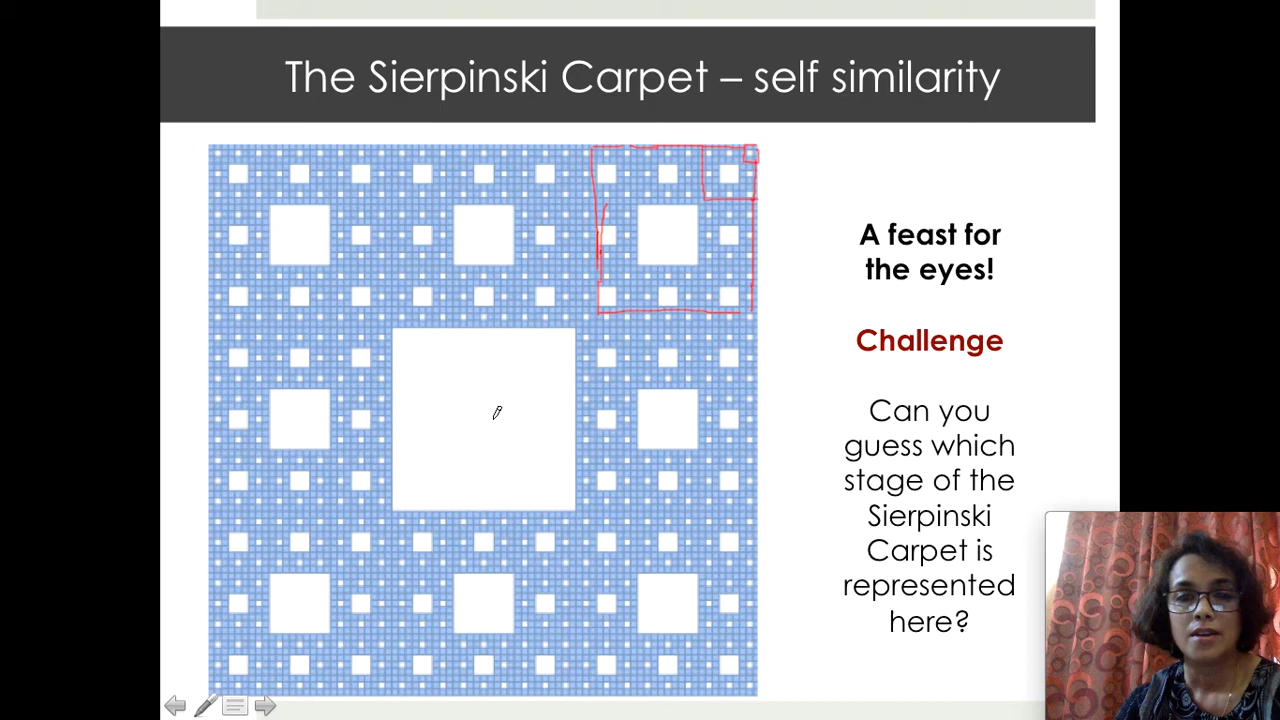 The Sierpinski Carpet – self similarity
A feast for
the eyes!
Challenge
Can you
guess which
stage of the
Sierpinski
Carpet is
represented
here?